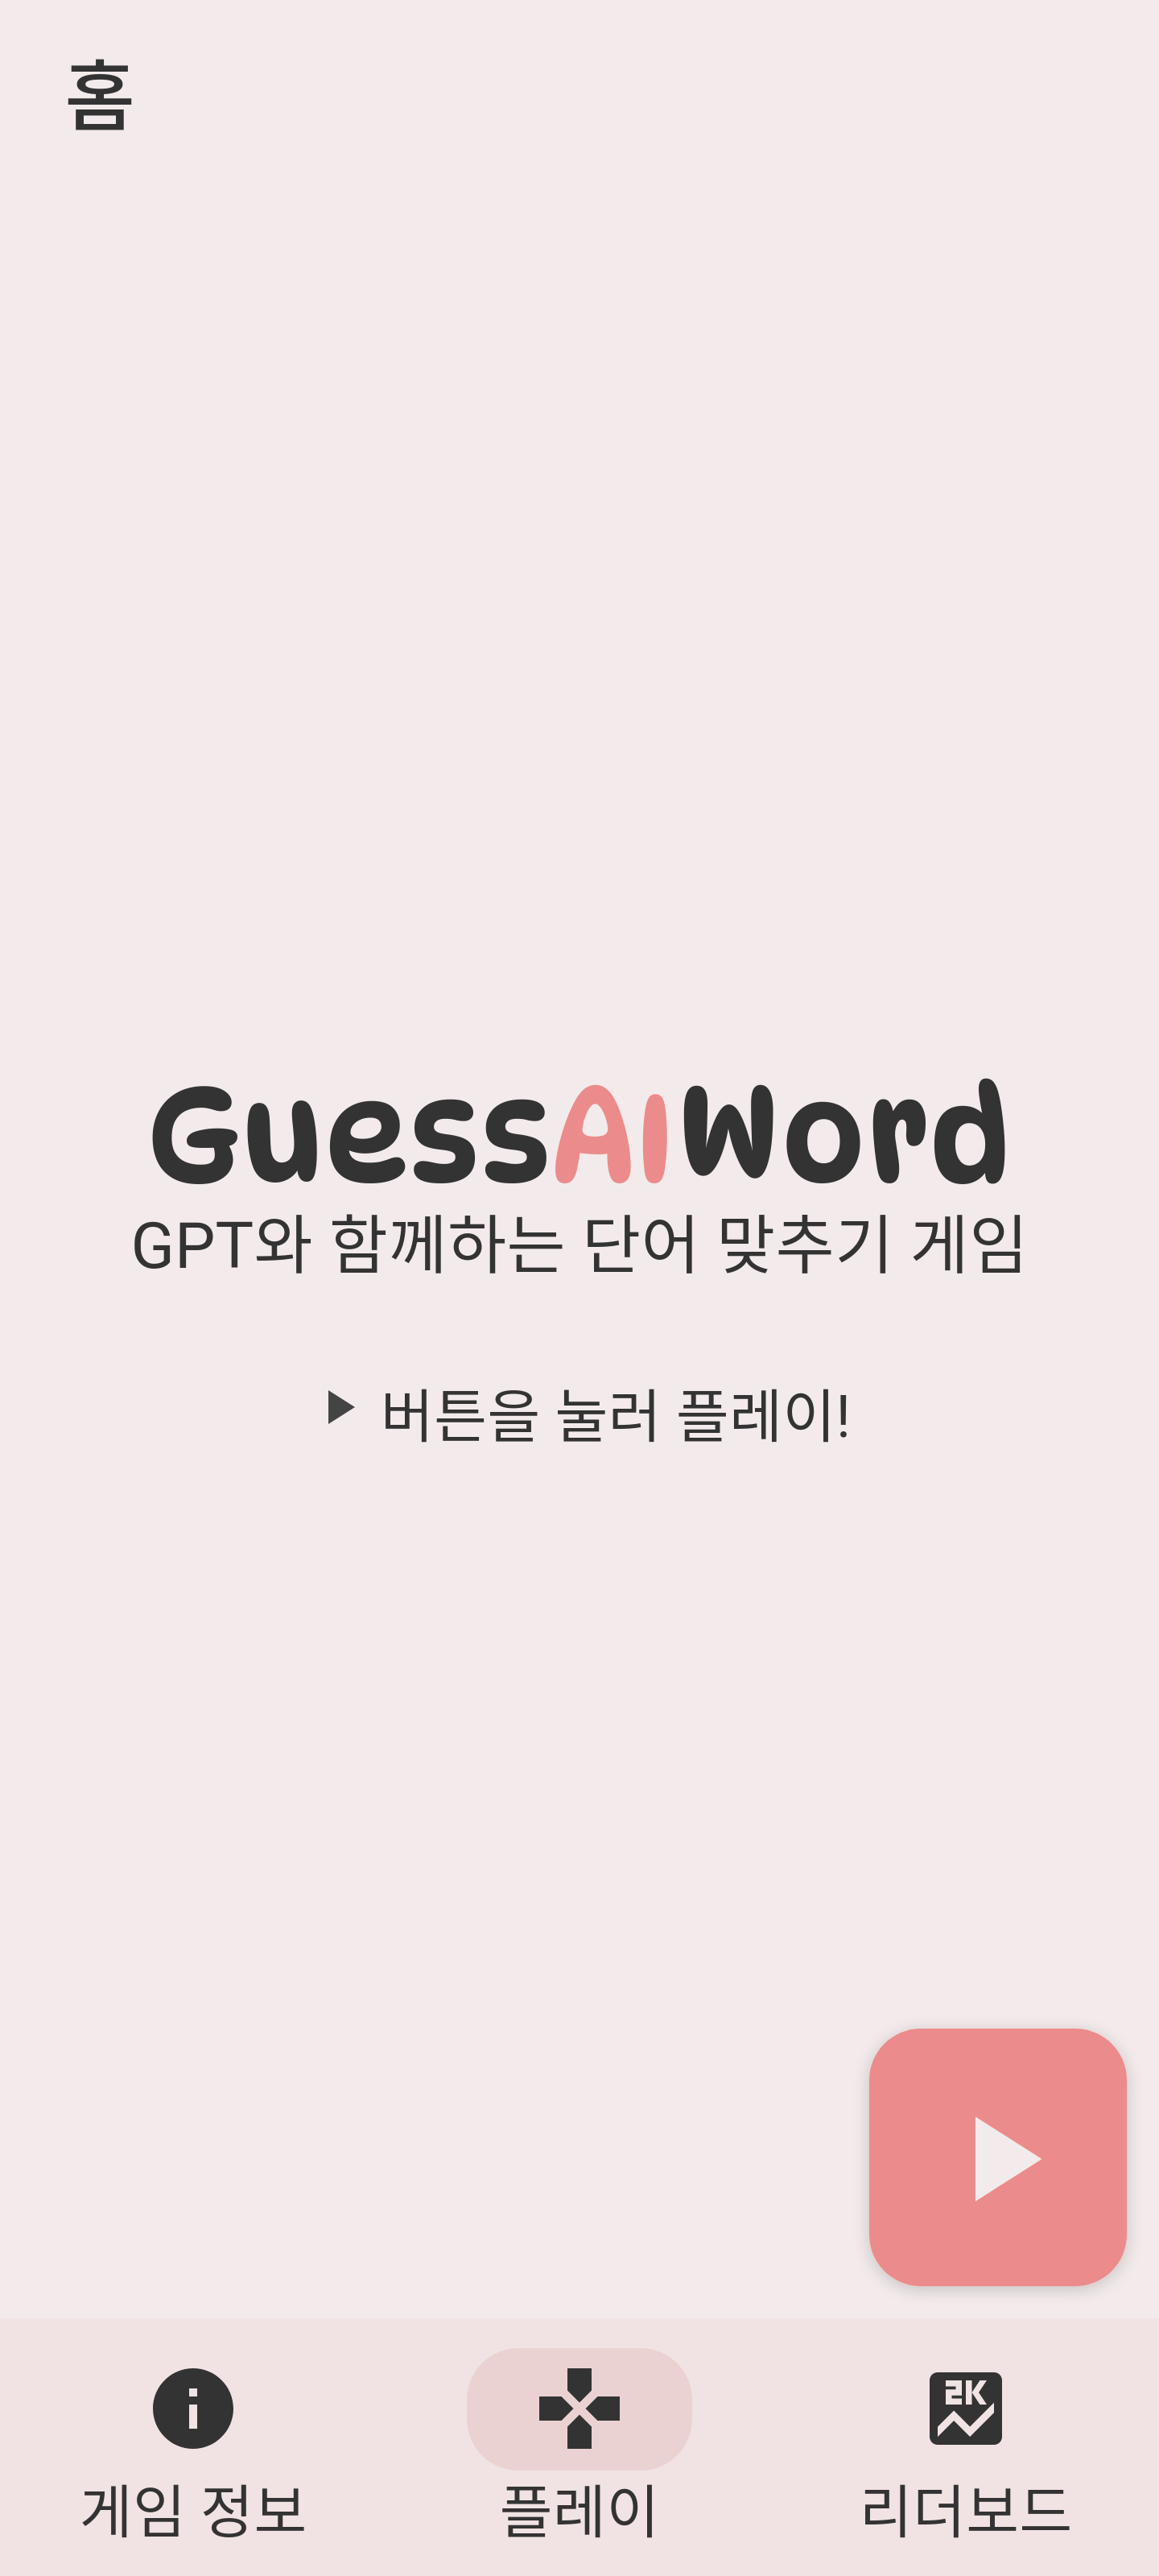 홈
GuessAIWord
GPT와 함께하는 단어 맞추기 게임
▶ 버튼을 눌러 플레이!
2K
게임 정보
플레이
리더보드